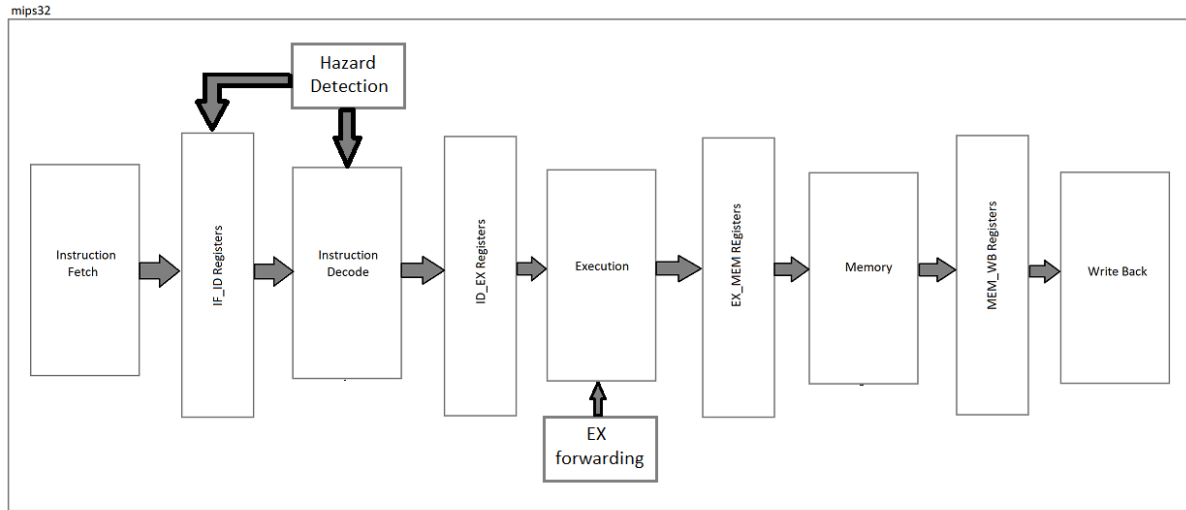 mips32
Hazard
Detection
Instruction
Fetch
IF_ID Registers
Instruction
Decode
ID_EX Registers
Execution
EX_MEM REgisters
Memory
MEM_WB Registers
Write Back
EX
forwarding